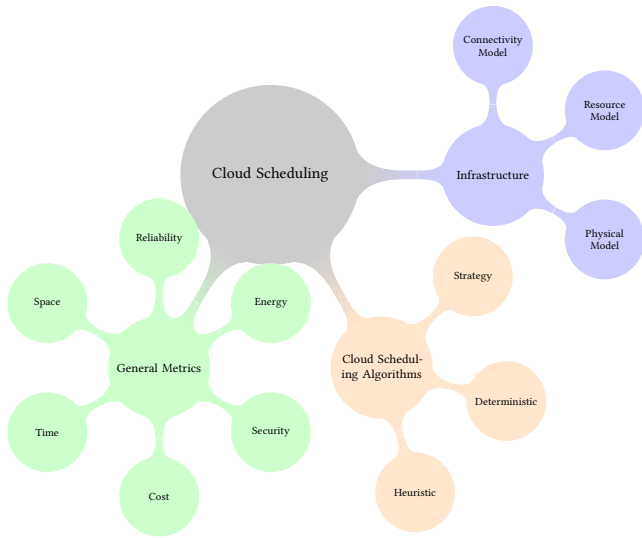 Connectivity
Model
Resource
Model
Cloud Scheduling
Infrastructure
Physical
Model
Reliability
Strategy
Space
Energy
General Metrics
Cloud Schedul-
ing Algorithms
Deterministic
Time
Security
Cost
Heuristic